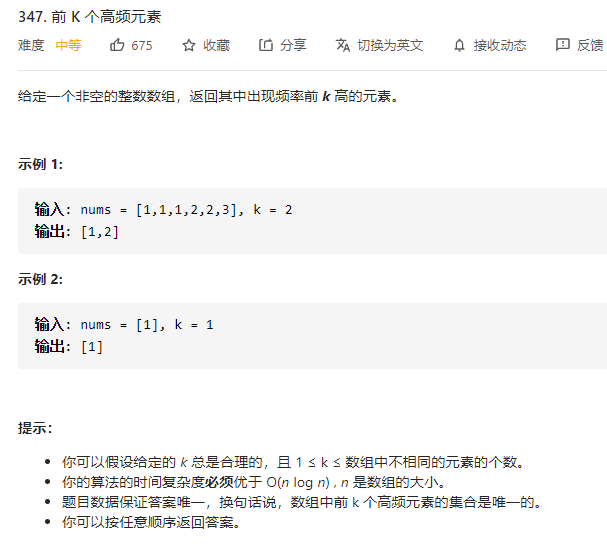 347. 前 K 个高频元素
难度 中等 675 收藏 分享 切换为英文 接收动态 反馈
给定一个非空的整数数组，返回其中出现频率前 k 高的元素。
示例 1:
输入: nums = [1,1,1,2,2,3], k = 2
输出: [1,2]
示例 2:
输入: nums = [1], k = 1
输出: [1]
提示：
• 你可以假设给定的 k 总是合理的，且 1 ≤ k ≤ 数组中不相同的元素的个数。
• 你的算法的时间复杂度必须优于 O(n log n) , n 是数组的大小。
• 题目数据保证答案唯一，换句话说，数组中前 k 个高频元素的集合是唯一的。
• 你可以按任意顺序返回答案。